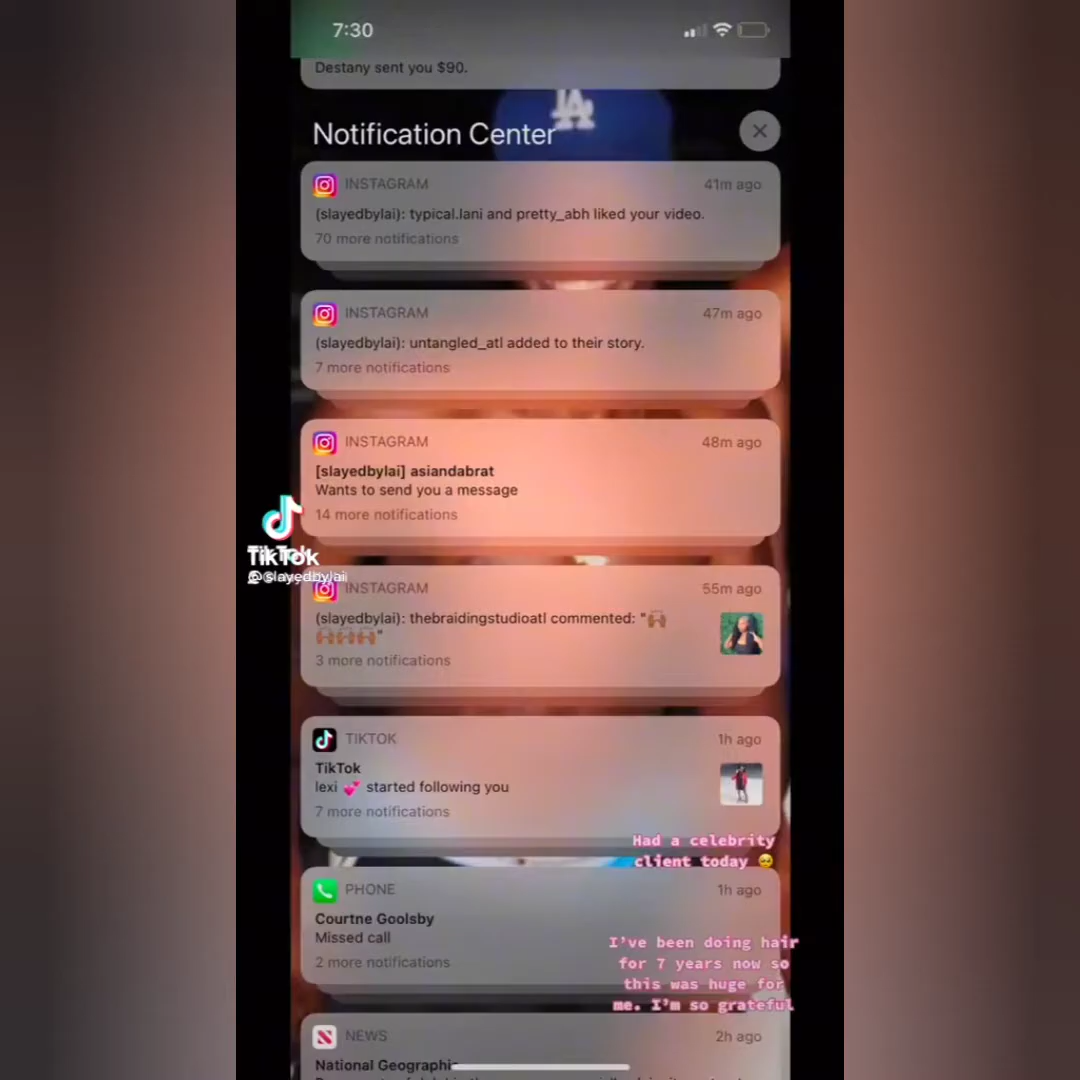 7:30
Destany sent you $90.
LA
Notification Center
INSTAGRAM
41m ago
(slayedbylai): typical.lani and pretty_abh liked your video.
70 more notifications
INSTAGRAM
47m ago
(slayedbylai): untangled_atl added to their story.
7 more notifications
INSTAGRAM
48m ago
[slayedbylai] asiandabrat
Wants to send you a message
14 more notifications
TikTok
@slayedbylai
INSTAGRAM
55m ago
(slayedbylai): thebraidingstudioatl commented: "🙌🏾
🙌🏾🙌🏾🙌🏾"
3 more notifications
TIKTOK
1h ago
TikTok
lexi 💕 started following you
7 more notifications
Had a celebrity
client today 🥹
PHONE
1h ago
Courtne Goolsby
Missed call
2 more notifications
I've been doing hair
for 7 years now so
this was huge for
me. I'm so grateful
NEWS
2h ago
National Geographic